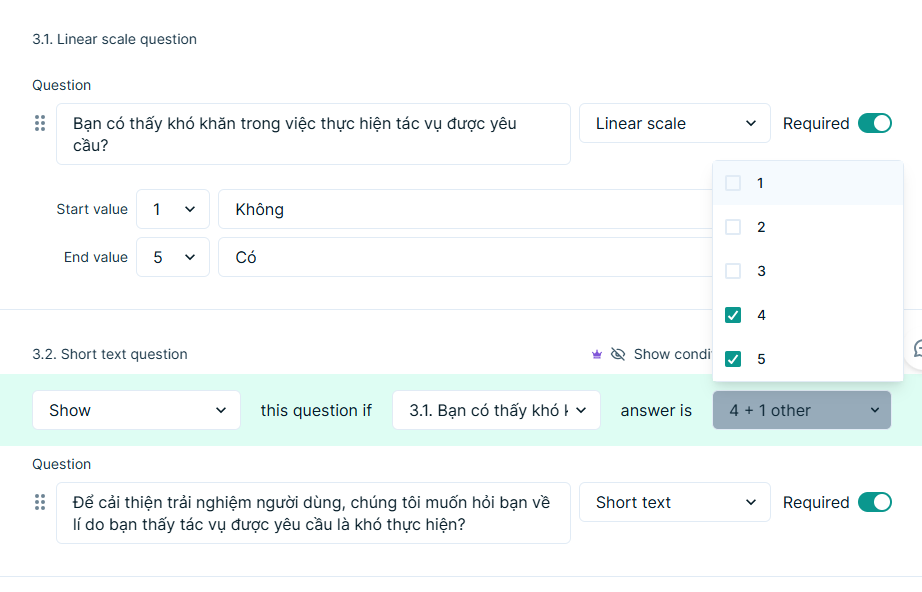 3.1. Linear scale question
Question
Bạn có thấy khó khăn trong việc thực hiện tác vụ được yêu
cầu?
Linear scale
Required
1
2
3
4
5
Start value
1
Không
End value
5
Có
3.2. Short text question
Show condi
Show
this question if
3.1. Bạn có thấy khó k
answer is
4 + 1 other
Question
Để cải thiện trải nghiệm người dùng, chúng tôi muốn hỏi bạn về
lí do bạn thấy tác vụ được yêu cầu là khó thực hiện?
Short text
Required